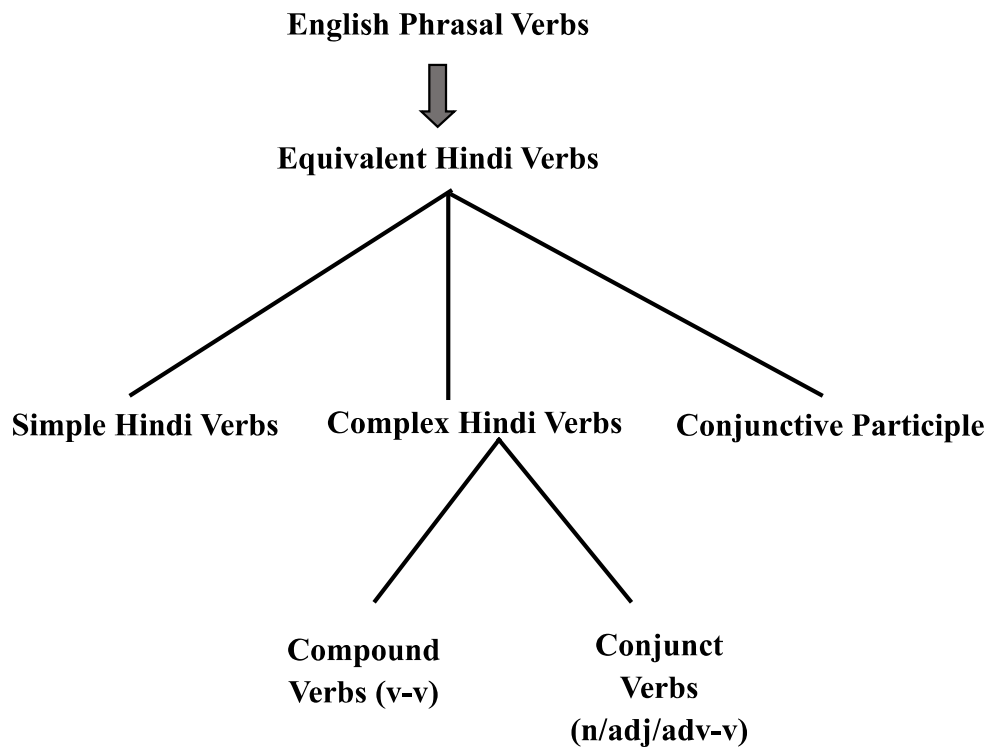 English Phrasal Verbs
Equivalent Hindi Verbs
Simple Hindi Verbs
Complex Hindi Verbs
Conjunctive Participle
Compound
Verbs (v-v)
Conjunct
Verbs
(n/adj/adv-v)